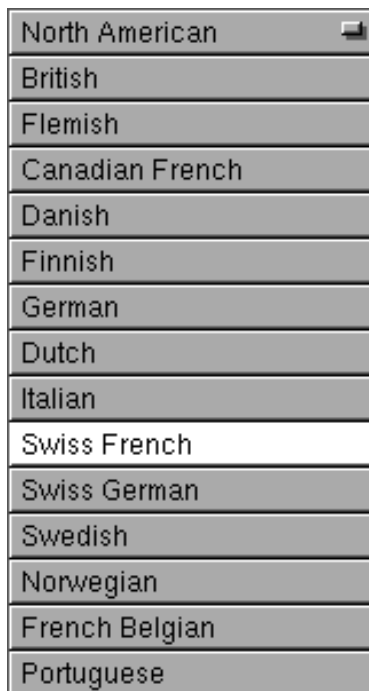 North American
British
Flemish
Canadian French
Danish
Finnish
German
Dutch
Italian
Swiss French
Swiss German
Swedish
Norwegian
French Belgian
Portuguese